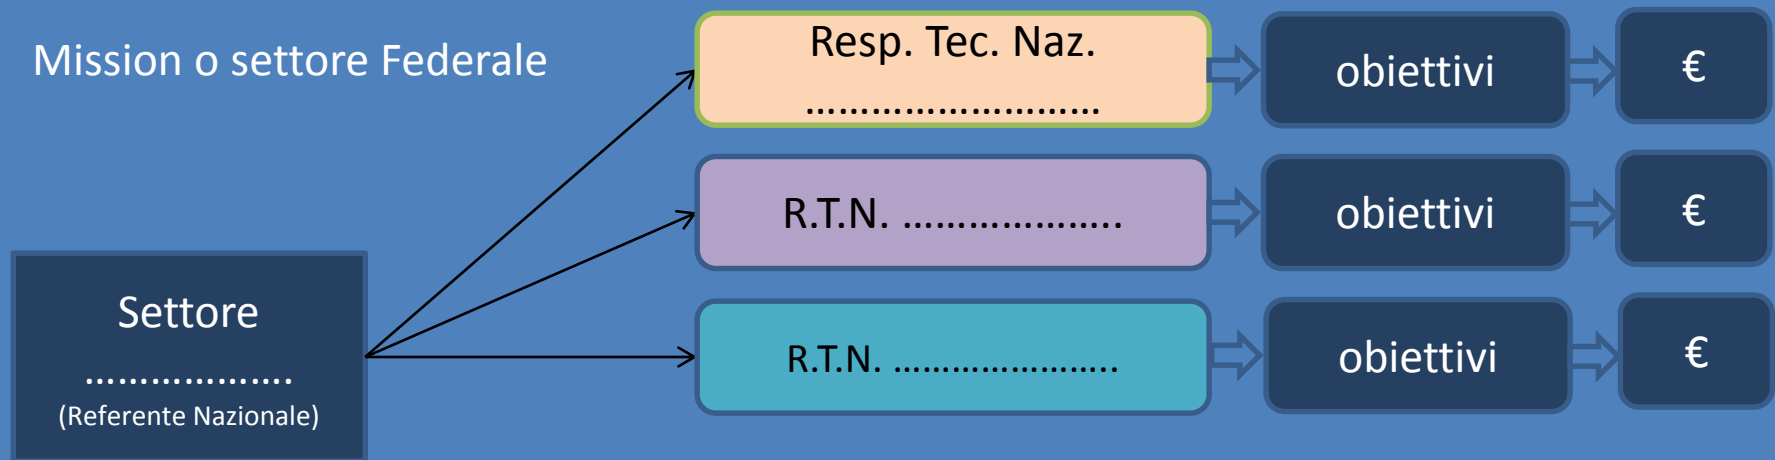 Mission o settore Federale
Resp. Tec. Naz.
...........................
obiettivi
€
R.T.N. ....................
obiettivi
€
Settore
...................
(Referente Nazionale)
R.T.N. .......................
obiettivi
€